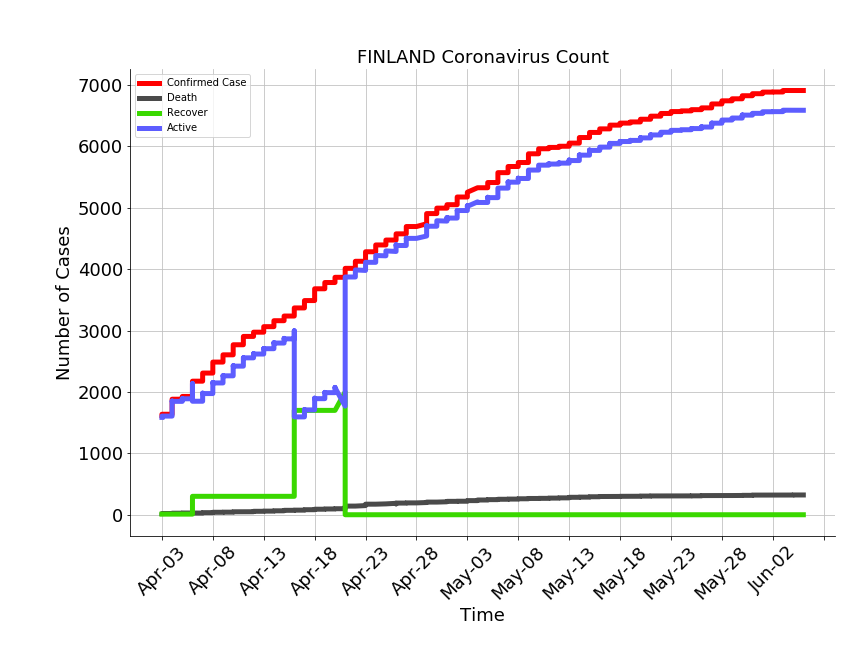 FINLAND Coronavirus Count
Confirmed Case
Death
Recover
Active
Number of Cases
7000
6000
5000
4000
3000
2000
1000
0
Apr-03
Apr-08
Apr-13
Apr-18
Apr-23
Apr-28
May-03
May-08
May-13
May-18
May-23
May-28
Jun-02
Time